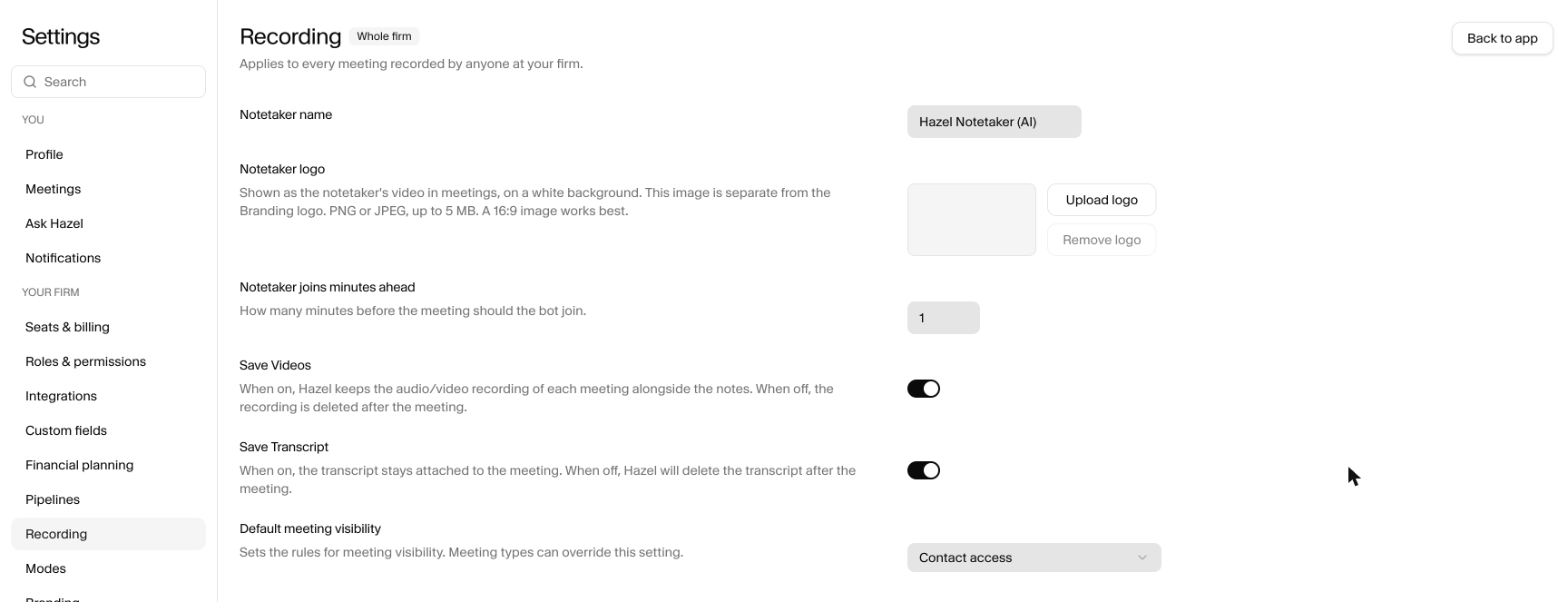 Settings
Search
YOU
Profile
Meetings
Ask Hazel
Notifications
YOUR FIRM
Seats & billing
Roles & permissions
Integrations
Custom fields
Financial planning
Pipelines
Recording
Modes
Branding
Recording
Whole firm
Back to app
Applies to every meeting recorded by anyone at your firm.
Notetaker name
Hazel Notetaker (AI)
Notetaker logo
Shown as the notetaker's video in meetings, on a white background. This image is separate from the
Branding logo. PNG or JPEG, up to 5 MB. A 16:9 image works best.
Upload logo
Remove logo
Notetaker joins minutes ahead
How many minutes before the meeting should the bot join.
1
Save Videos
When on, Hazel keeps the audio/video recording of each meeting alongside the notes. When off, the
recording is deleted after the meeting.
Save Transcript
When on, the transcript stays attached to the meeting. When off, Hazel will delete the transcript after the
meeting.
Default meeting visibility
Sets the rules for meeting visibility. Meeting types can override this setting.
Contact access